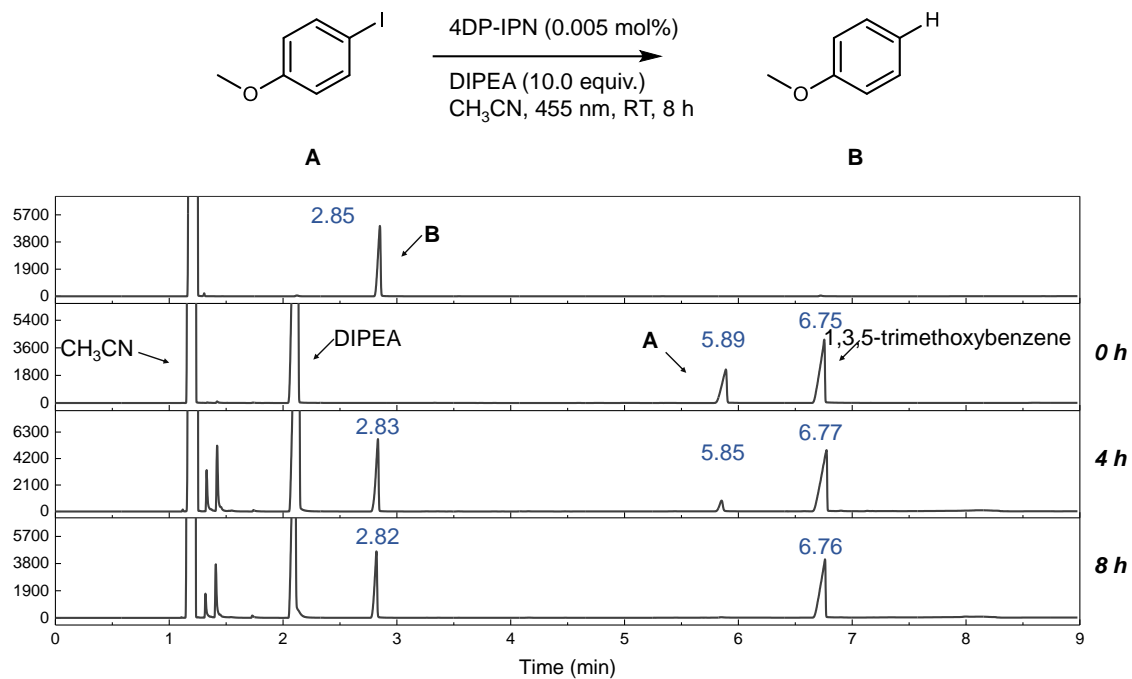 I
O
4DP-IPN (0.005 mol%)
DIPEA (10.0 equiv.)
CH₃CN, 455 nm, RT, 8 h
H
O
A
B
5700
3800
1900
0
2.85
B
5400
3600
1800
0
CH₃CN
DIPEA
A
5.89
6.75
1,3,5-trimethoxybenzene
0 h
6300
4200
2100
0
2.83
5.85
6.77
4 h
5700
3800
1900
0
2.82
6.76
8 h
0 1 2 3 4 5 6 7 8 9
Time (min)